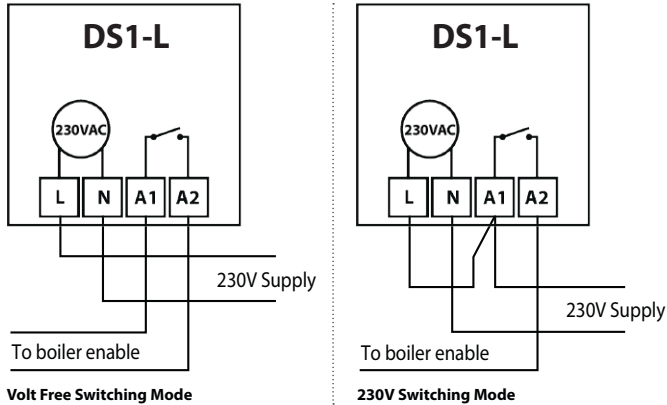 DS1-L
230VAC
L N A1 A2
230V Supply
To boiler enable
Volt Free Switching Mode
DS1-L
230VAC
L N A1 A2
230V Supply
To boiler enable
230V Switching Mode